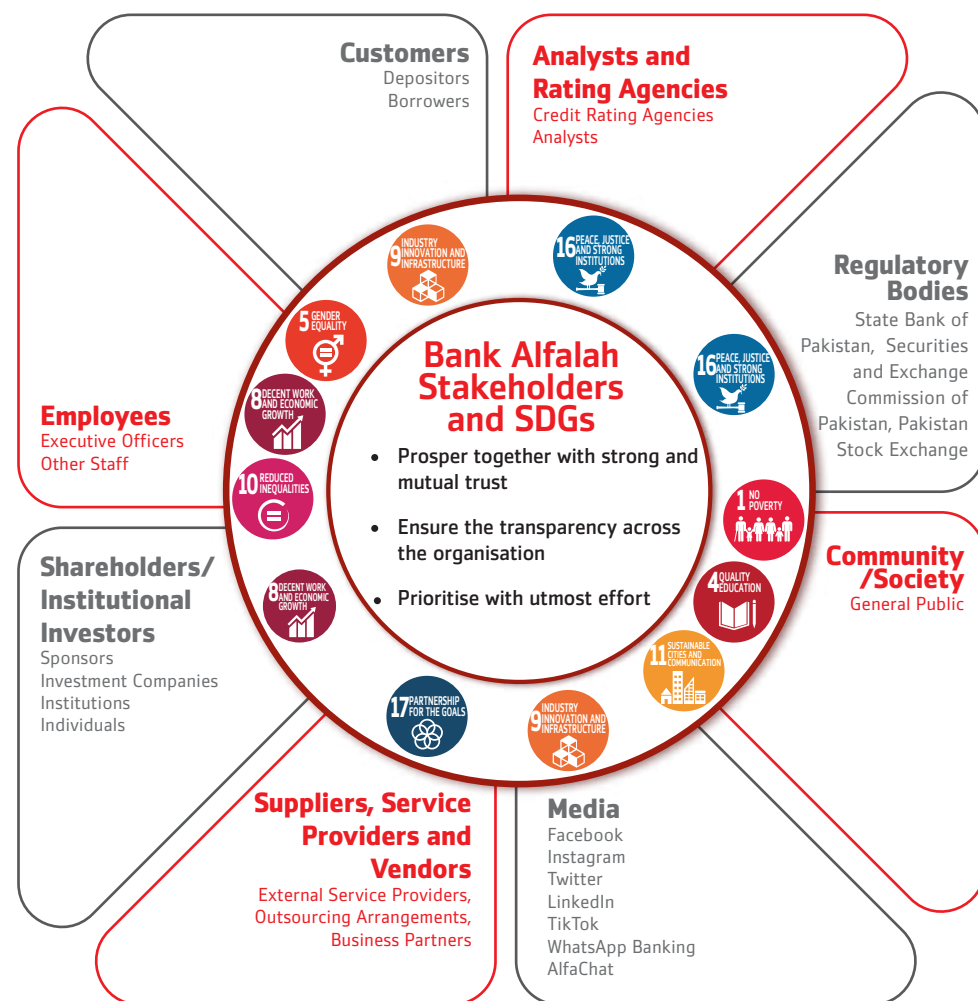 Customers
Depositors
Borrowers
Analysts and
Rating Agencies
Credit Rating Agencies
Analysts
Regulatory
Bodies
State Bank of
Pakistan, Securities
and Exchange
Commission of
Pakistan, Pakistan
Stock Exchange
Community
/Society
General Public
Media
Facebook
Instagram
Twitter
LinkedIn
TikTok
WhatsApp Banking
AlfaChat
Suppliers, Service
Providers and
Vendors
External Service Providers,
Outsourcing Arrangements,
Business Partners
Shareholders/
Institutional
Investors
Sponsors
Investment Companies
Institutions
Individuals
Employees
Executive Officers
Other Staff
9 INDUSTRY
INNOVATION AND
INFRASTRUCTURE
16 PEACE, JUSTICE
AND STRONG
INSTITUTIONS
16 PEACE, JUSTICE
AND STRONG
INSTITUTIONS
1 NO
POVERTY
4 QUALITY
EDUCATION
11 SUSTAINABLE
CITIES AND
COMMUNICATION
9 INDUSTRY
INNOVATION AND
INFRASTRUCTURE
17 PARTNERSHIP
FOR THE GOALS
8 DECENT WORK
AND ECONOMIC
GROWTH
10 REDUCED
INEQUALITIES
8 DECENT WORK
AND ECONOMIC
GROWTH
5 GENDER
EQUALITY
Bank Alfalah
Stakeholders
and SDGs
• Prosper together with strong and
mutual trust
• Ensure the transparency across
the organisation
• Prioritise with utmost effort